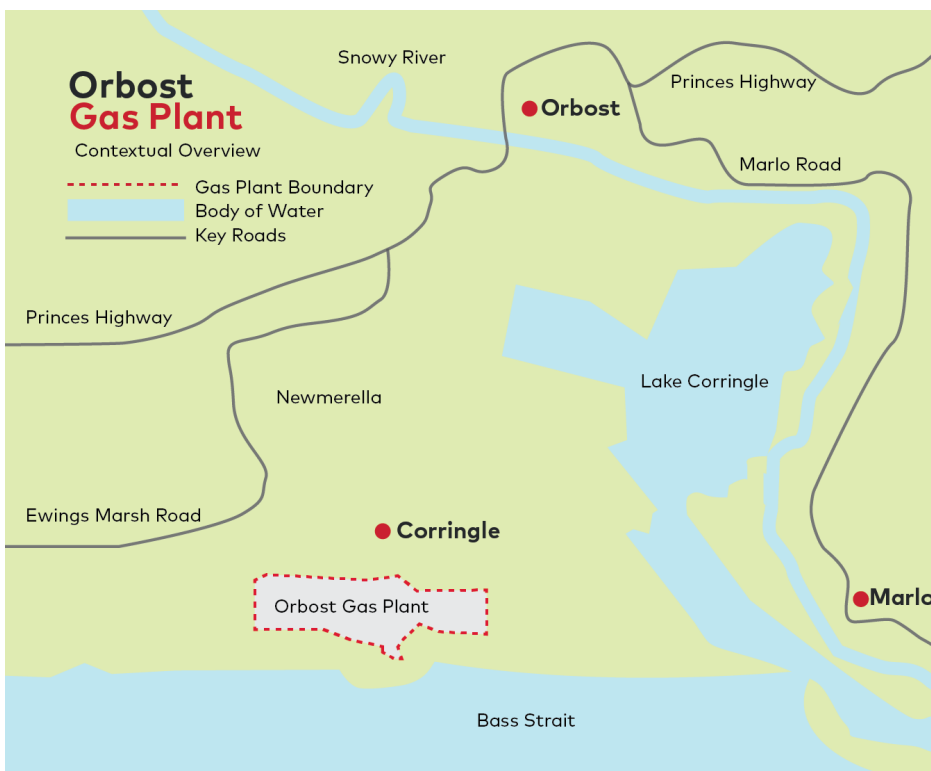 Orbost
Gas Plant
Contextual Overview
Gas Plant Boundary
Body of Water
Key Roads
Snowy River
Orbost
Princes Highway
Marlo Road
Princes Highway
Newmerella
Lake Corringle
Ewings Marsh Road
Corringle
Orbost Gas Plant
Marlo
Bass Strait